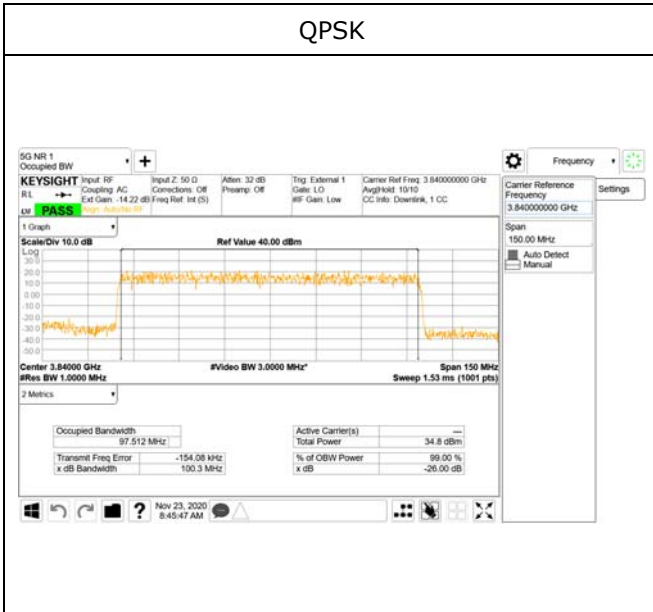 QPSK
5G NR 1
Occupied BW
+
Frequency
KEYSIGHT
Input: RF
Input Z: 50 Ω
Atten: 32 dB
Trig: External 1
Carrier Ref Freq: 3.840000000 GHz
R L
Coupling: AC
Corrections: Off
Preamp: Off
Gate: LO
Avg|Hold: 10/10
Ext Gain: -14.22 dB
Freq Ref: Int (S)
#IF Gain: Low
CC Info: Downlink, 1 CC
PASS
Align: Auto/No RF
Carrier Reference
Frequency
3.840000000 GHz
Settings
Span
150.00 MHz
Auto Detect
Manual
1 Graph
Scale/Div 10.0 dB
Ref Value 40.00 dBm
Log
30.0
20.0
10.0
0.00
-10.0
-20.0
-30.0
-40.0
-50.0
Center 3.84000 GHz
#Video BW 3.0000 MHz*
Span 150 MHz
#Res BW 1.0000 MHz
Sweep 1.53 ms (1001 pts)
2 Metrics
Occupied Bandwidth
97.512 MHz
Active Carrier(s)
---
Total Power
34.8 dBm
Transmit Freq Error
-154.08 kHz
% of OBW Power
99.00 %
x dB Bandwidth
100.3 MHz
x dB
-26.00 dB
?
Nov 23, 2020
8:45:47 AM